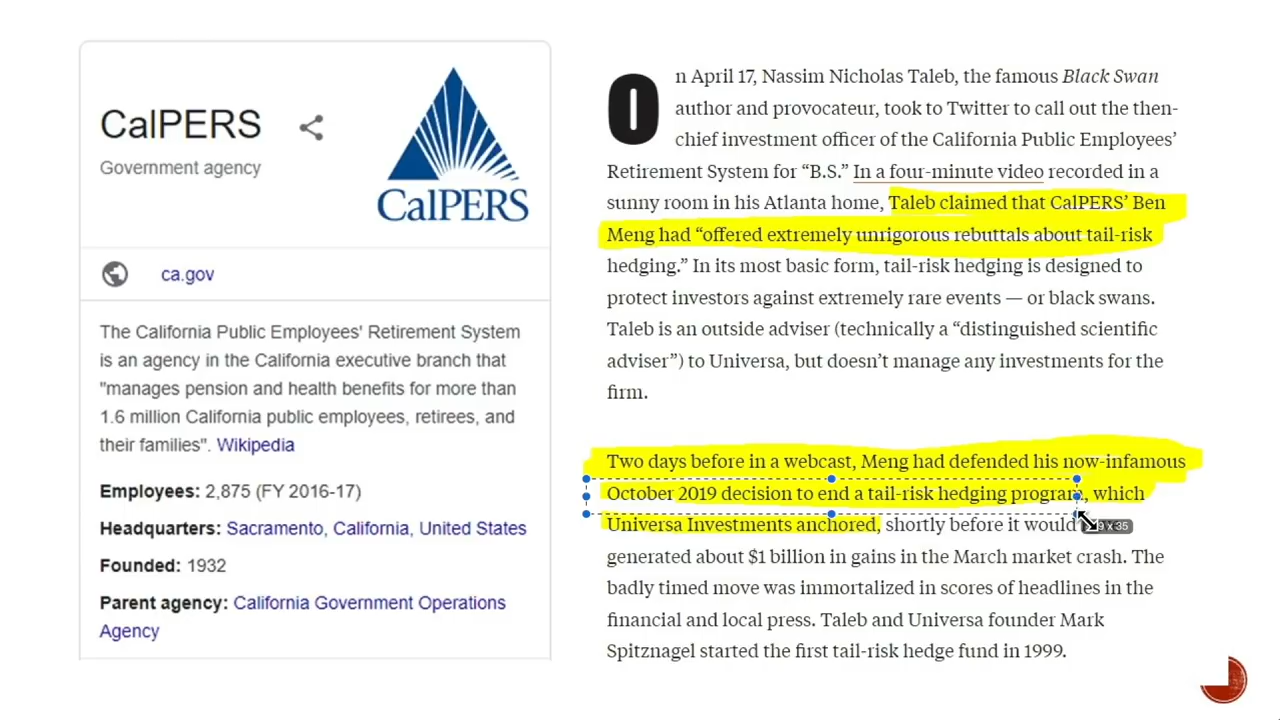 CalPERS
Government agency
CalPERS
ca.gov
The California Public Employees' Retirement System
is an agency in the California executive branch that
"manages pension and health benefits for more than
1.6 million California public employees, retirees, and
their families". Wikipedia
Employees: 2,875 (FY 2016-17)
Headquarters: Sacramento, California, United States
Founded: 1932
Parent agency: California Government Operations
Agency
On April 17, Nassim Nicholas Taleb, the famous Black Swan
author and provocateur, took to Twitter to call out the then-
chief investment officer of the California Public Employees’
Retirement System for “B.S.” In a four-minute video recorded in a
sunny room in his Atlanta home, Taleb claimed that CalPERS’ Ben
Meng had “offered extremely unrigorous rebuttals about tail-risk
hedging.” In its most basic form, tail-risk hedging is designed to
protect investors against extremely rare events — or black swans.
Taleb is an outside adviser (technically a “distinguished scientific
adviser”) to Universa, but doesn’t manage any investments for the
firm.
Two days before in a webcast, Meng had defended his now-infamous
October 2019 decision to end a tail-risk hedging program, which
Universa Investments anchored, shortly before it would
generated about $1 billion in gains in the March market crash. The
badly timed move was immortalized in scores of headlines in the
financial and local press. Taleb and Universa founder Mark
Spitznagel started the first tail-risk hedge fund in 1999.